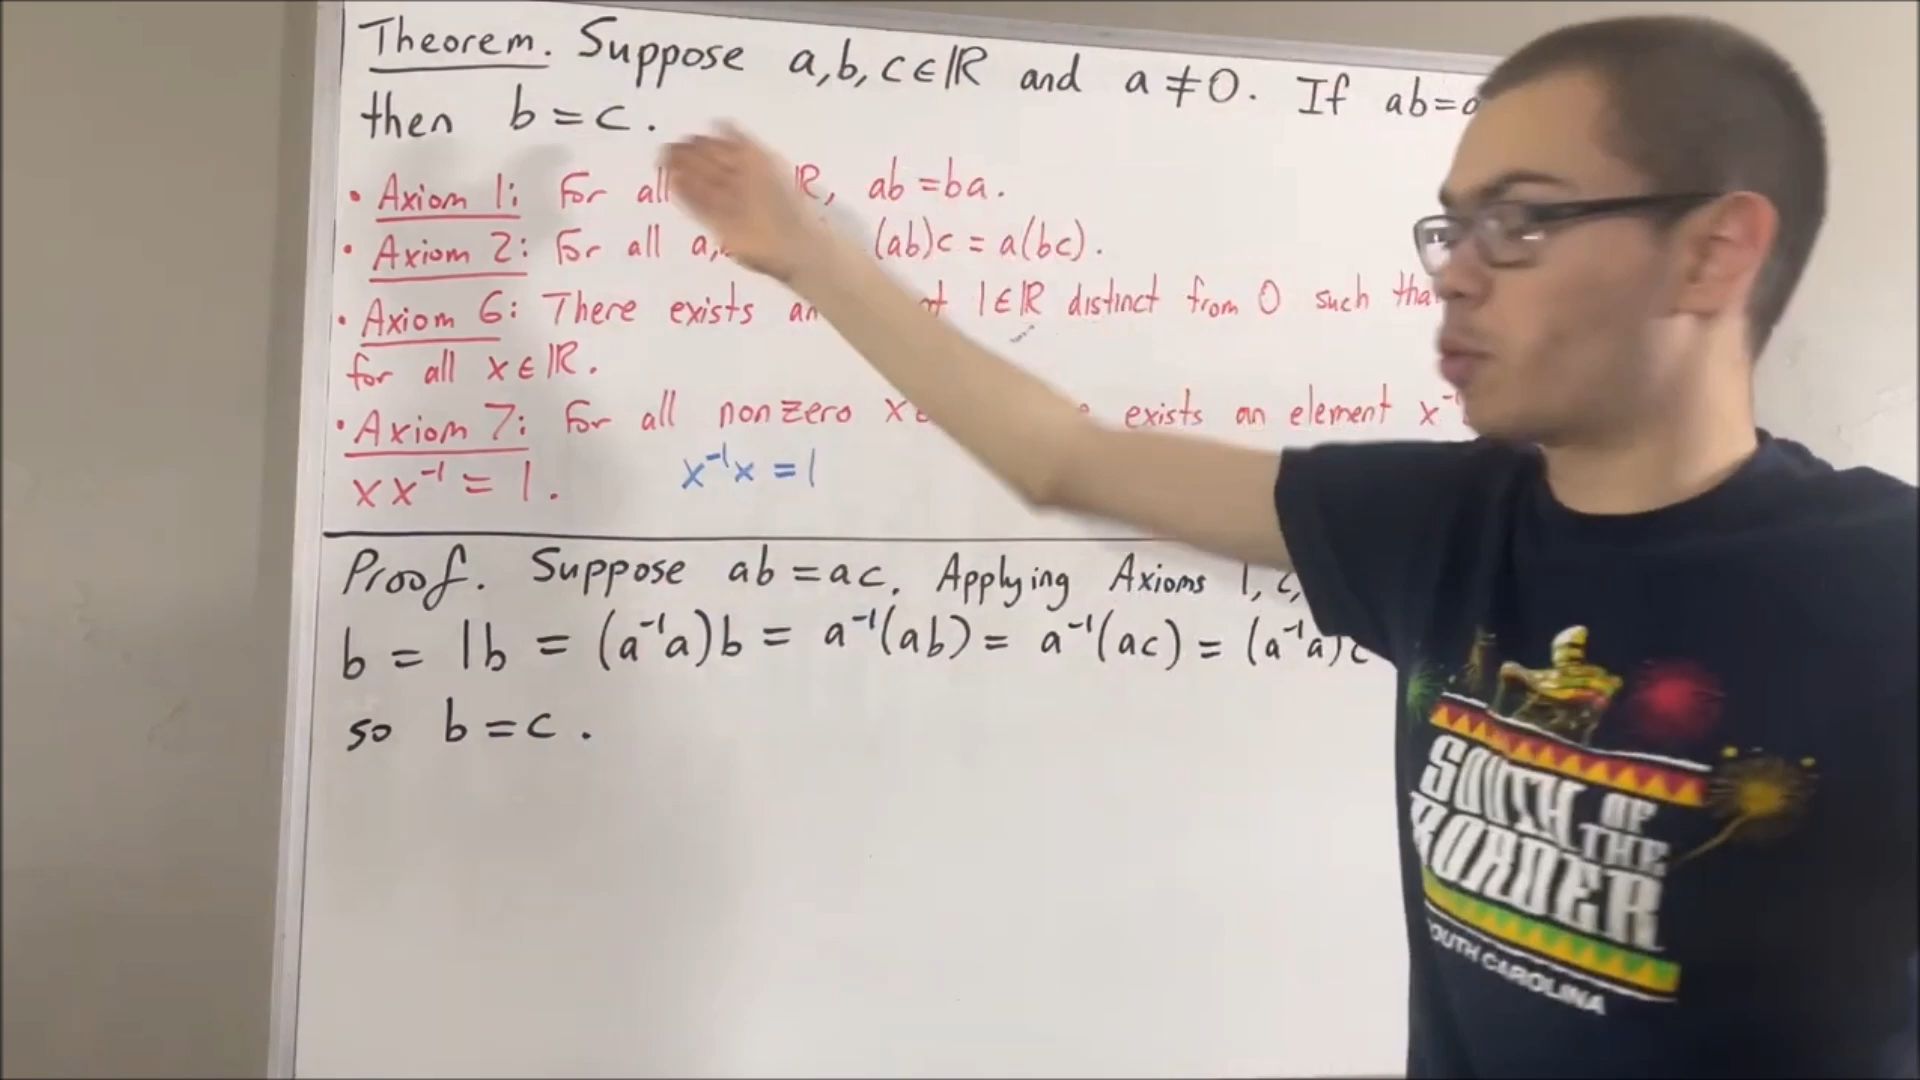 Theorem. Suppose a,b,c∈ℝ and a≠0. If ab=
then b=c.
• Axiom 1: For all ℝ, ab=ba.
• Axiom 2: For all a, (ab)c = a(bc).
• Axiom 6: There exists an 1∈ℝ distinct from 0 such
for all x∈ℝ.
• Axiom 7: For all nonzero x exists an element x⁻¹
xx⁻¹ = 1. x⁻¹x = 1
Proof. Suppose ab=ac. Applying Axioms 1,
b = 1b = (a⁻¹a)b = a⁻¹(ab) = a⁻¹(ac) = (a⁻¹a)c
so b=c.
SOUTH
OF
THE
BORDER
OUTH CAROLINA